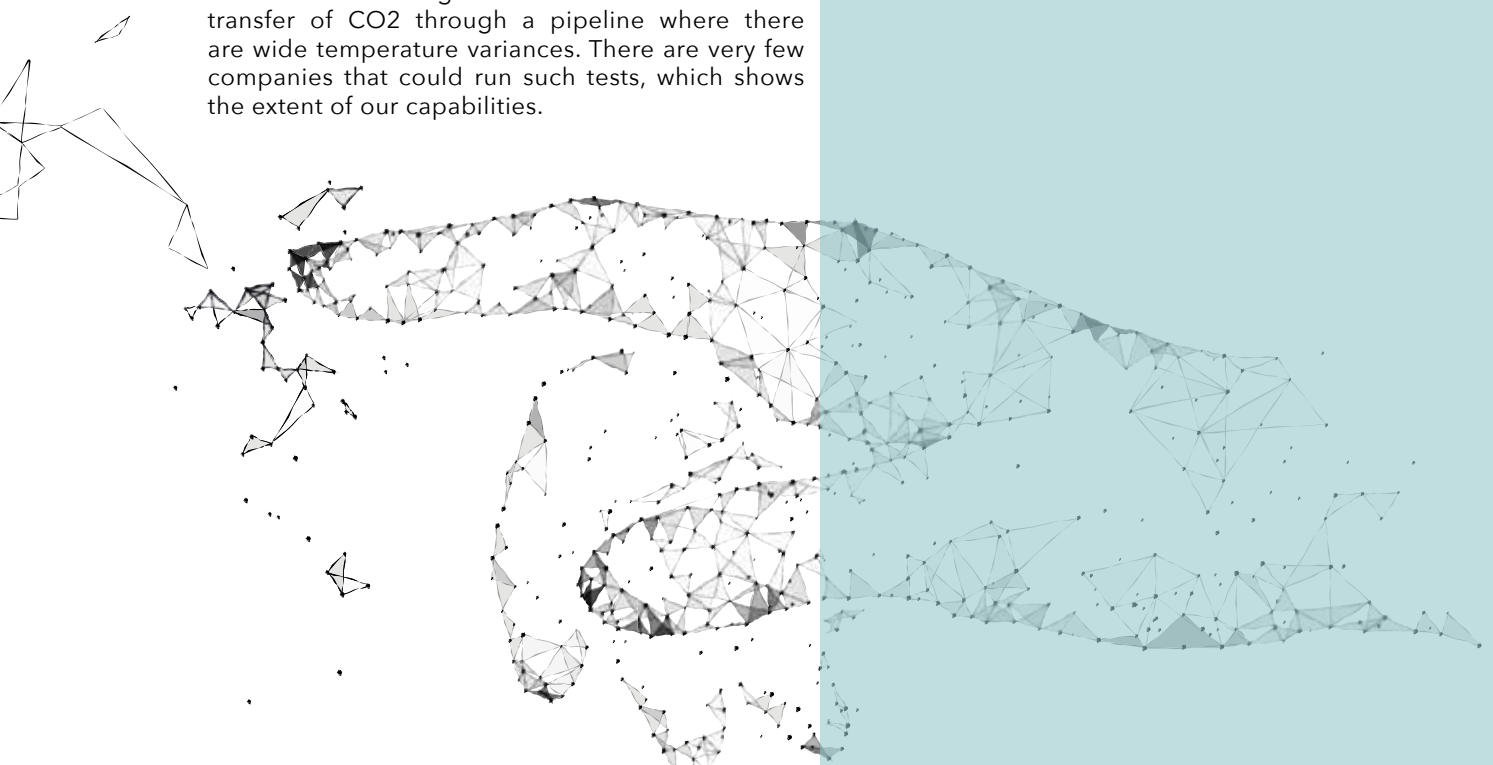 transfer of CO2 through a pipeline where there
are wide temperature variances. There are very few
companies that could run such tests, which shows
the extent of our capabilities.